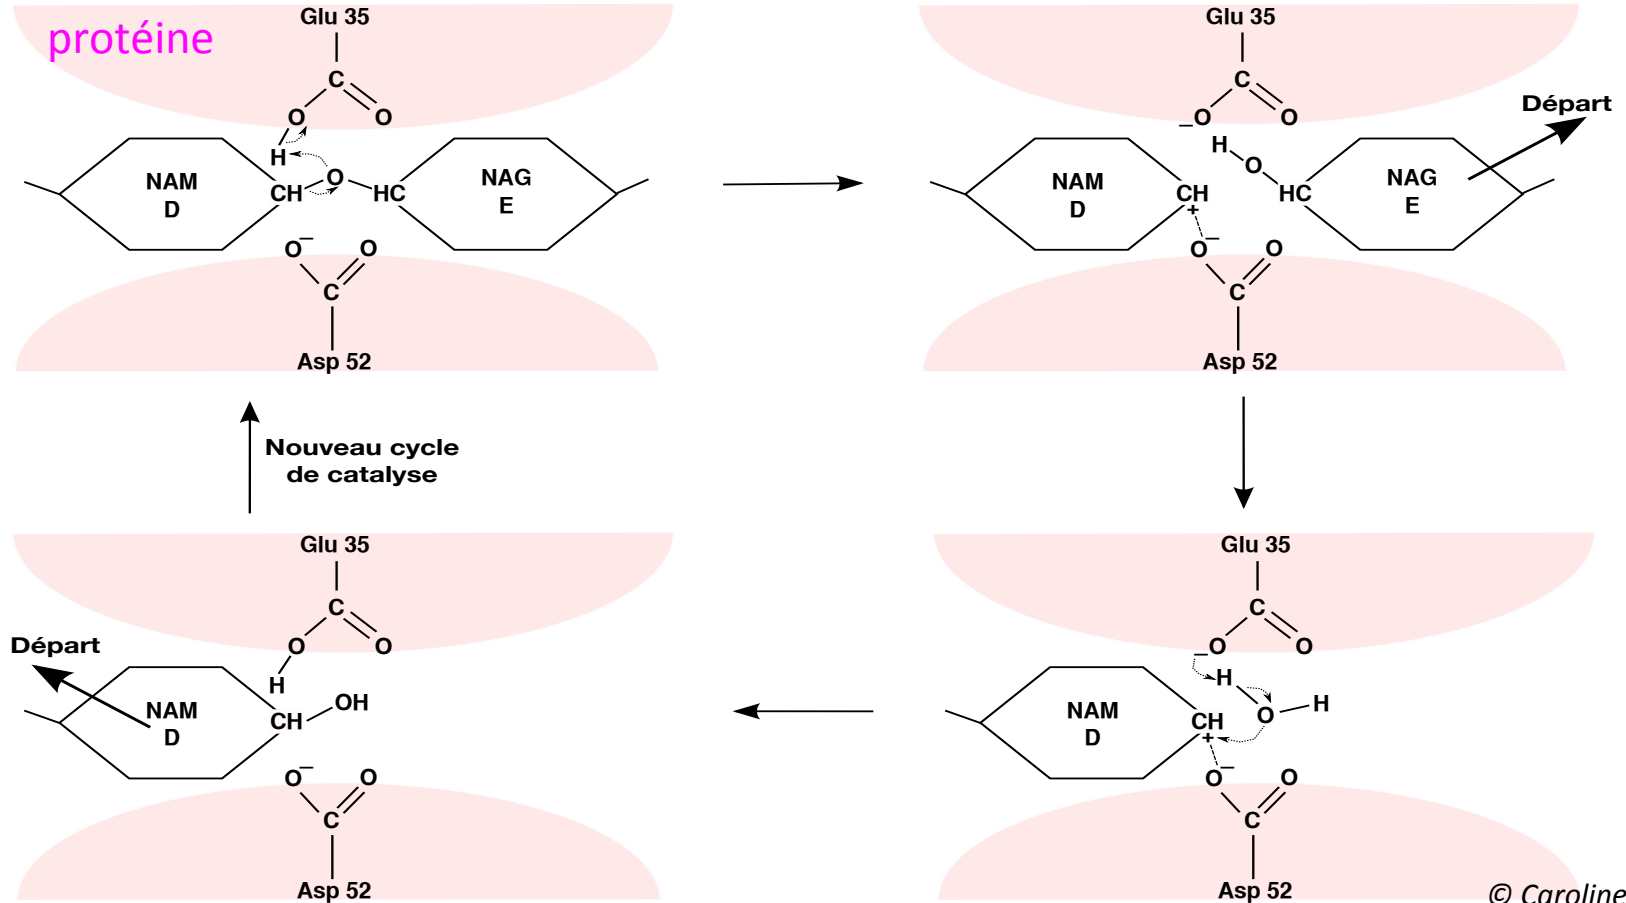 protéine
Glu 35
C
O
O
H
NAM
D
CH
O
HC
NAG
E
O–
O
C
Asp 52
Glu 35
C
–O
O
Départ
H
O
NAM
D
CH
+
HC
NAG
E
O–
O
C
Asp 52
Nouveau cycle
de catalyse
Glu 35
C
O
O
Départ
H
NAM
D
CH
OH
O–
O
C
Asp 52
Glu 35
C
–O
O
H
O
H
NAM
D
CH
+
O–
O
C
Asp 52
© Caroline